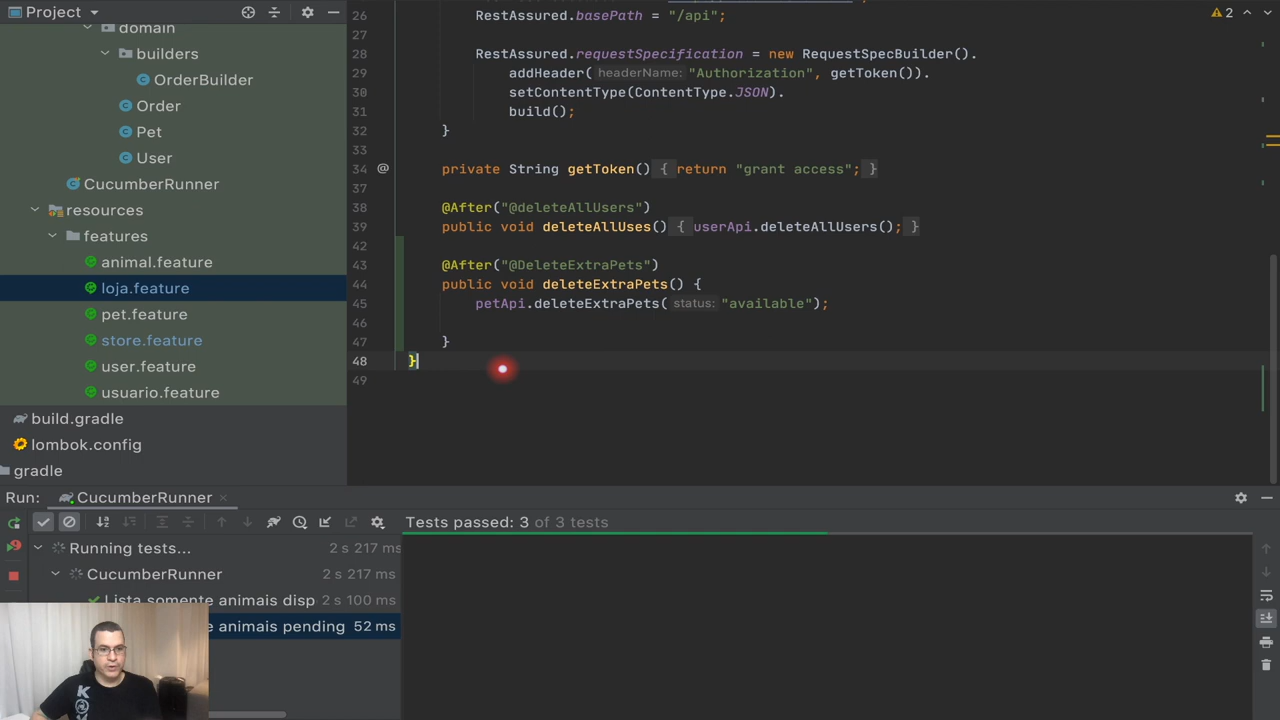 Project
domain
builders
OrderBuilder
Order
Pet
User
CucumberRunner
resources
features
animal.feature
loja.feature
pet.feature
store.feature
user.feature
usuario.feature
build.gradle
lombok.config
gradle
26 RestAssured.basePath = "/api";
2
27
28 RestAssured.requestSpecification = new RequestSpecBuilder().
29 addHeader( headerName: "Authorization", getToken()).
30 setContentType(ContentType.JSON).
31 build();
32 }
33
34 @ private String getToken() { return "grant access"; }
37
38 @After("@deleteAllUsers")
39 public void deleteAllUses() { userApi.deleteAllUsers(); }
42
43 @After("@DeleteExtraPets")
44 public void deleteExtraPets() {
45 petApi.deleteExtraPets( status: "available");
46
47 }
48 }
49
Run: CucumberRunner
Tests passed: 3 of 3 tests
Running tests... 2 s 217 ms
CucumberRunner 2 s 217 ms
Lista somente animais disp 2 s 100 ms
animais pending 52 ms